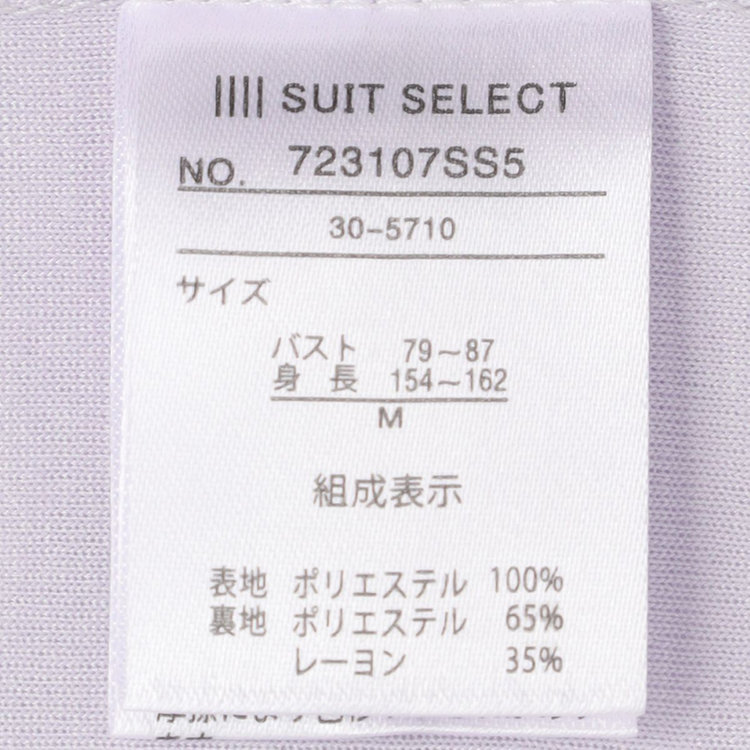 SUIT SELECT
NO. 723107SS5
30-5710
サイズ
バスト 79～87
身長 154～162
M
組成表示
表地 ポリエステル 100%
裏地 ポリエステル 65%
レーヨン 35%